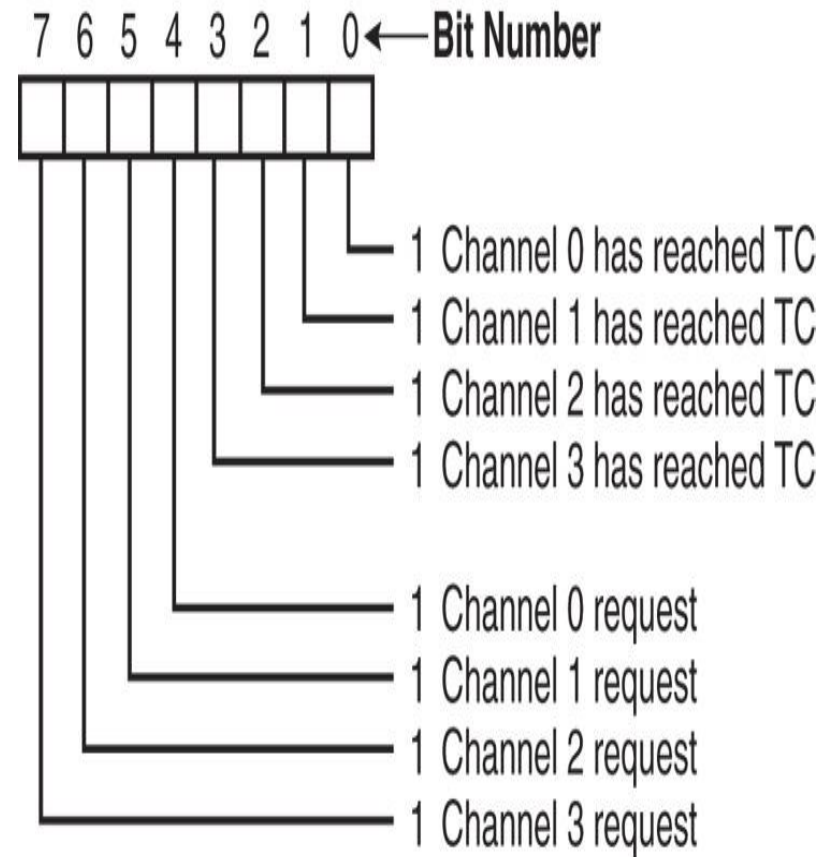 7 6 5 4 3 2 1 0 Bit Number
1 Channel 0 has reached TC
1 Channel 1 has reached TC
1 Channel 2 has reached TC
1 Channel 3 has reached TC
1 Channel 0 request
1 Channel 1 request
1 Channel 2 request
1 Channel 3 request